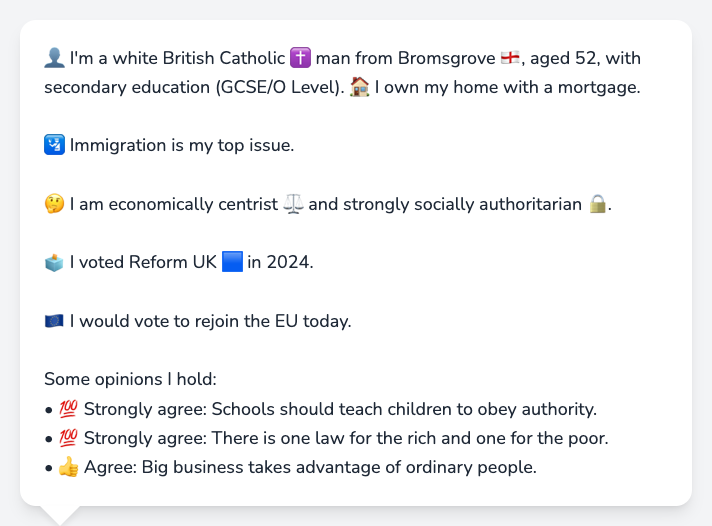 👤 I'm a white British Catholic ✝️ man from Bromsgrove 🏴󠁧󠁢󠁥󠁮󠁧󠁿, aged 52, with
secondary education (GCSE/O Level). 🏠 I own my home with a mortgage.
🛂 Immigration is my top issue.
🤔 I am economically centrist ⚖️ and strongly socially authoritarian 🔒.
🗳️ I voted Reform UK 🟦 in 2024.
🇪🇺 I would vote to rejoin the EU today.
Some opinions I hold:
• 💯 Strongly agree: Schools should teach children to obey authority.
• 💯 Strongly agree: There is one law for the rich and one for the poor.
• 👍 Agree: Big business takes advantage of ordinary people.